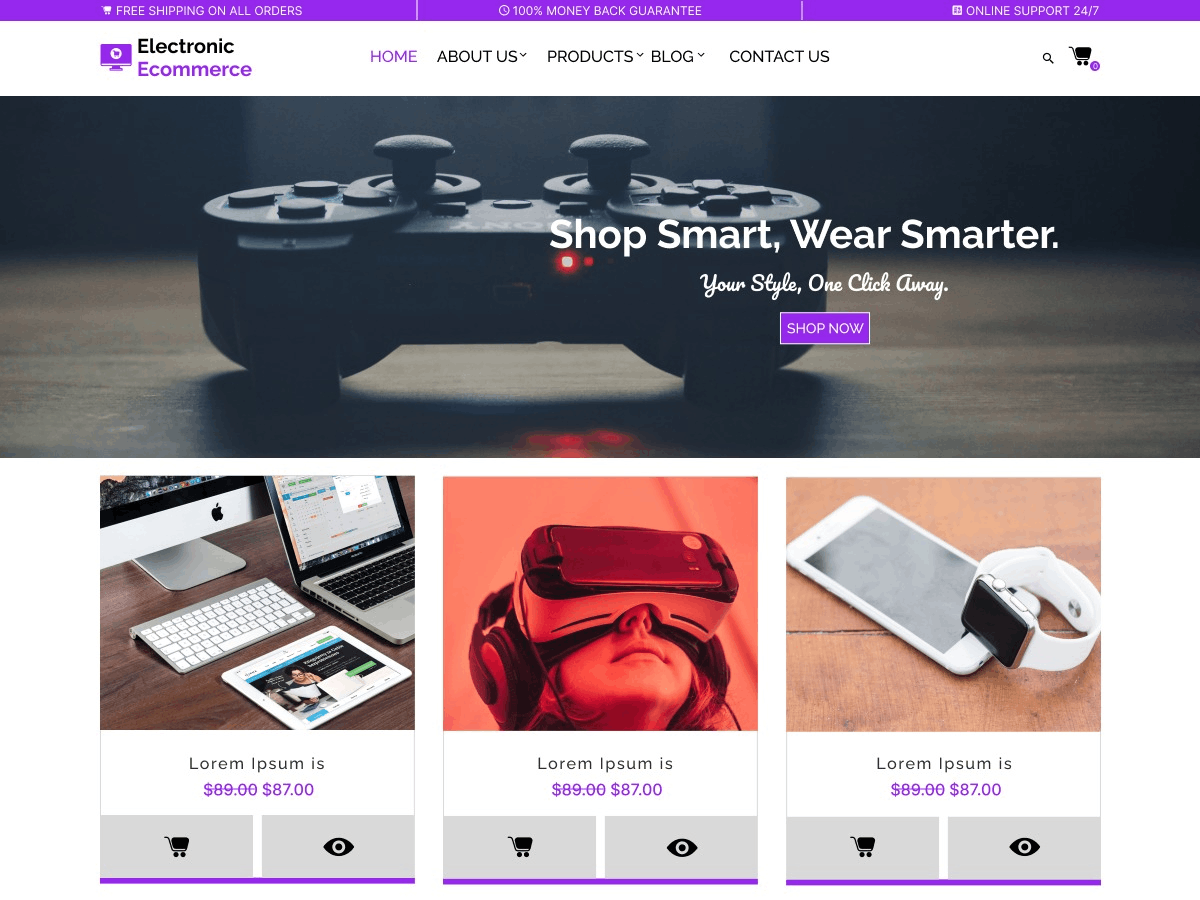 FREE SHIPPING ON ALL ORDERS
100% MONEY BACK GUARANTEE
ONLINE SUPPORT 24/7
Electronic
Ecommerce
HOME ABOUT US PRODUCTS BLOG CONTACT US
0
Shop Smart, Wear Smarter.
Your Style, One Click Away.
SHOP NOW
Lorem Ipsum is
$89.00 $87.00
Lorem Ipsum is
$89.00 $87.00
Lorem Ipsum is
$89.00 $87.00